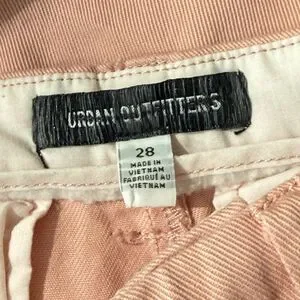 URBAN OUTFITTERS
28
MADE IN
VIETNAM
FABRIQUÉ AU
VIETNAM